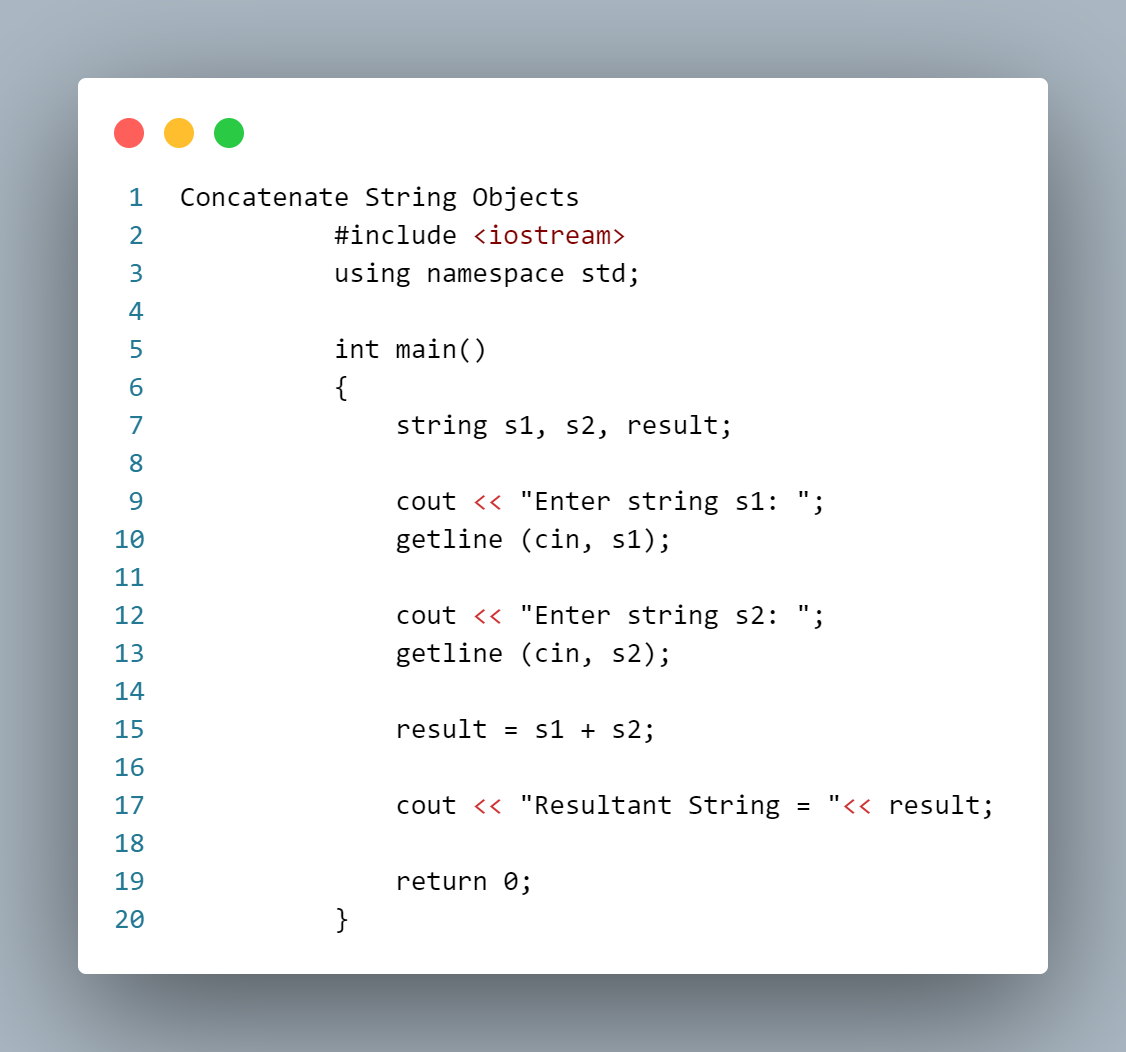 1 Concatenate String Objects
2 #include <iostream>
3 using namespace std;
4
5 int main()
6 {
7 string s1, s2, result;
8
9 cout << "Enter string s1: ";
10 getline (cin, s1);
11
12 cout << "Enter string s2: ";
13 getline (cin, s2);
14
15 result = s1 + s2;
16
17 cout << "Resultant String = "<< result;
18
19 return 0;
20 }